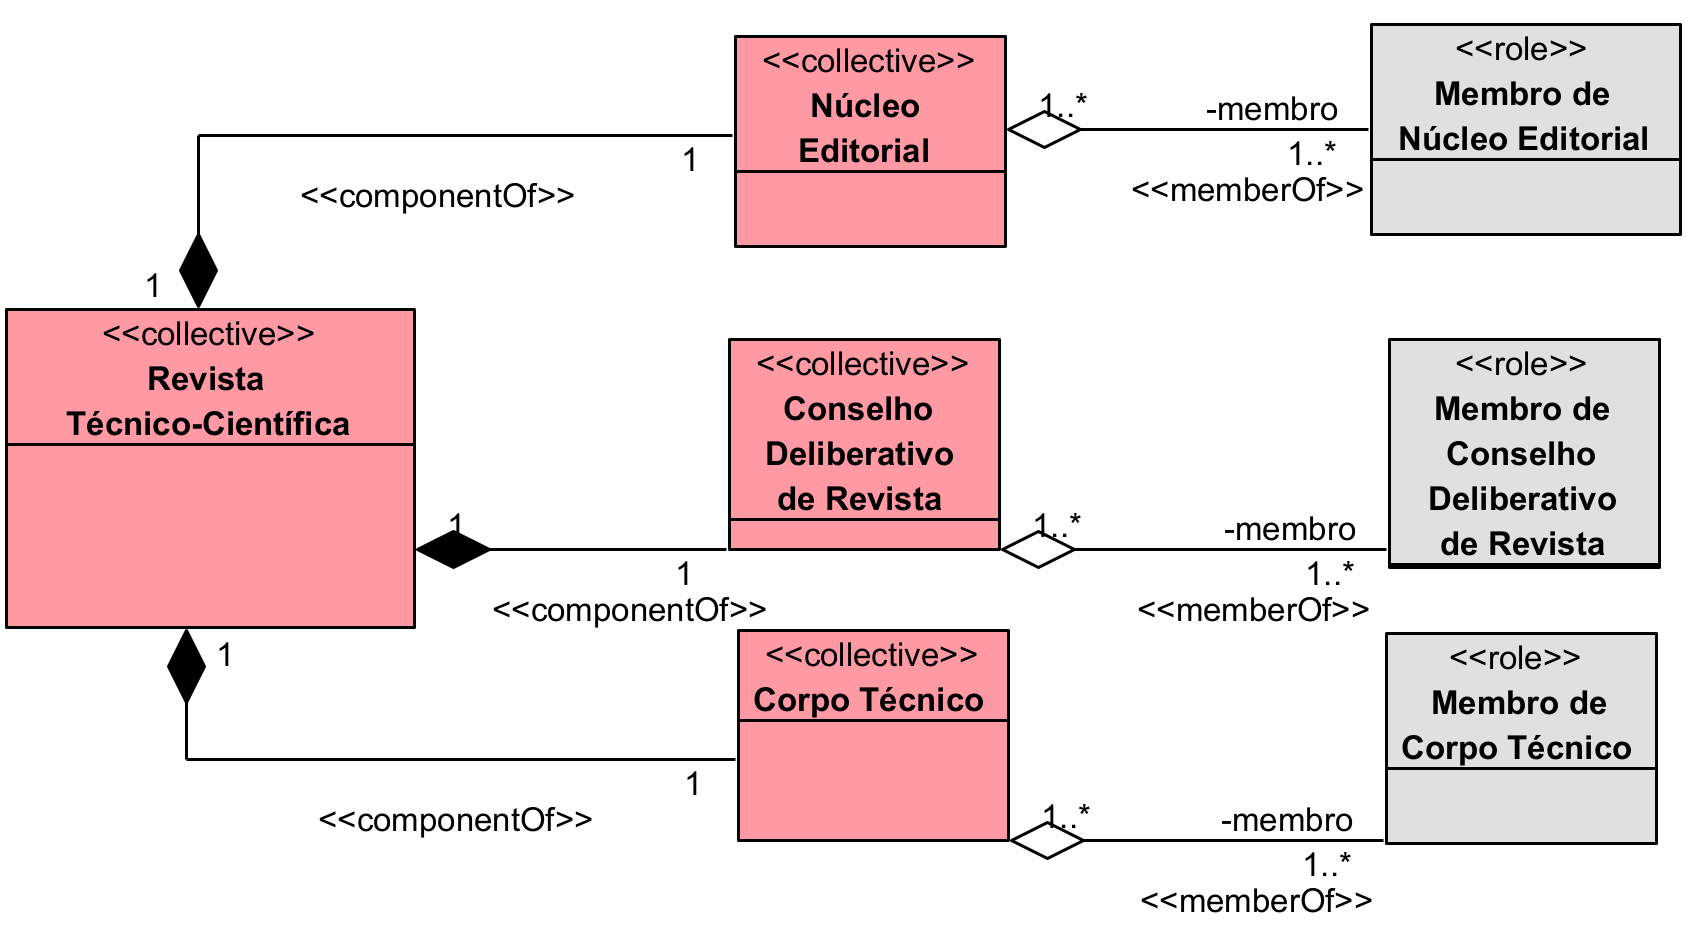 <<collective>>
Núcleo
Editorial
1..*
-membro
1..*
<<memberOf>>
<<role>>
Membro de
Núcleo Editorial
1
<<componentOf>>
1
<<collective>>
Revista
Técnico-Científica
<<collective>>
Conselho
Deliberativo
de Revista
1..*
-membro
1..*
<<memberOf>>
<<role>>
Membro de
Conselho
Deliberativo
de Revista
1
1
<<componentOf>>
1
<<collective>>
Corpo Técnico
1..*
-membro
1..*
<<memberOf>>
<<role>>
Membro de
Corpo Técnico
1
<<componentOf>>